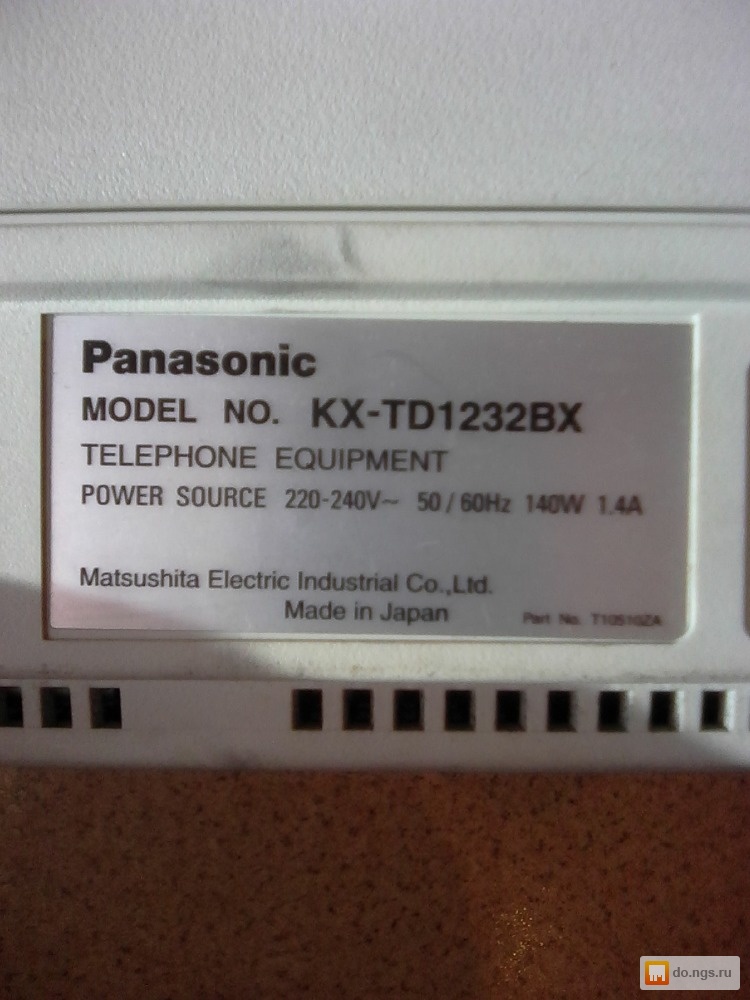 Panasonic
MODEL NO. KX-TD1232BX
TELEPHONE EQUIPMENT
POWER SOURCE 220-240V~ 50/60Hz 140W 1.4A
Matsushita Electric Industrial Co.,Ltd.
Made in Japan
Part No.
do.ngs.ru